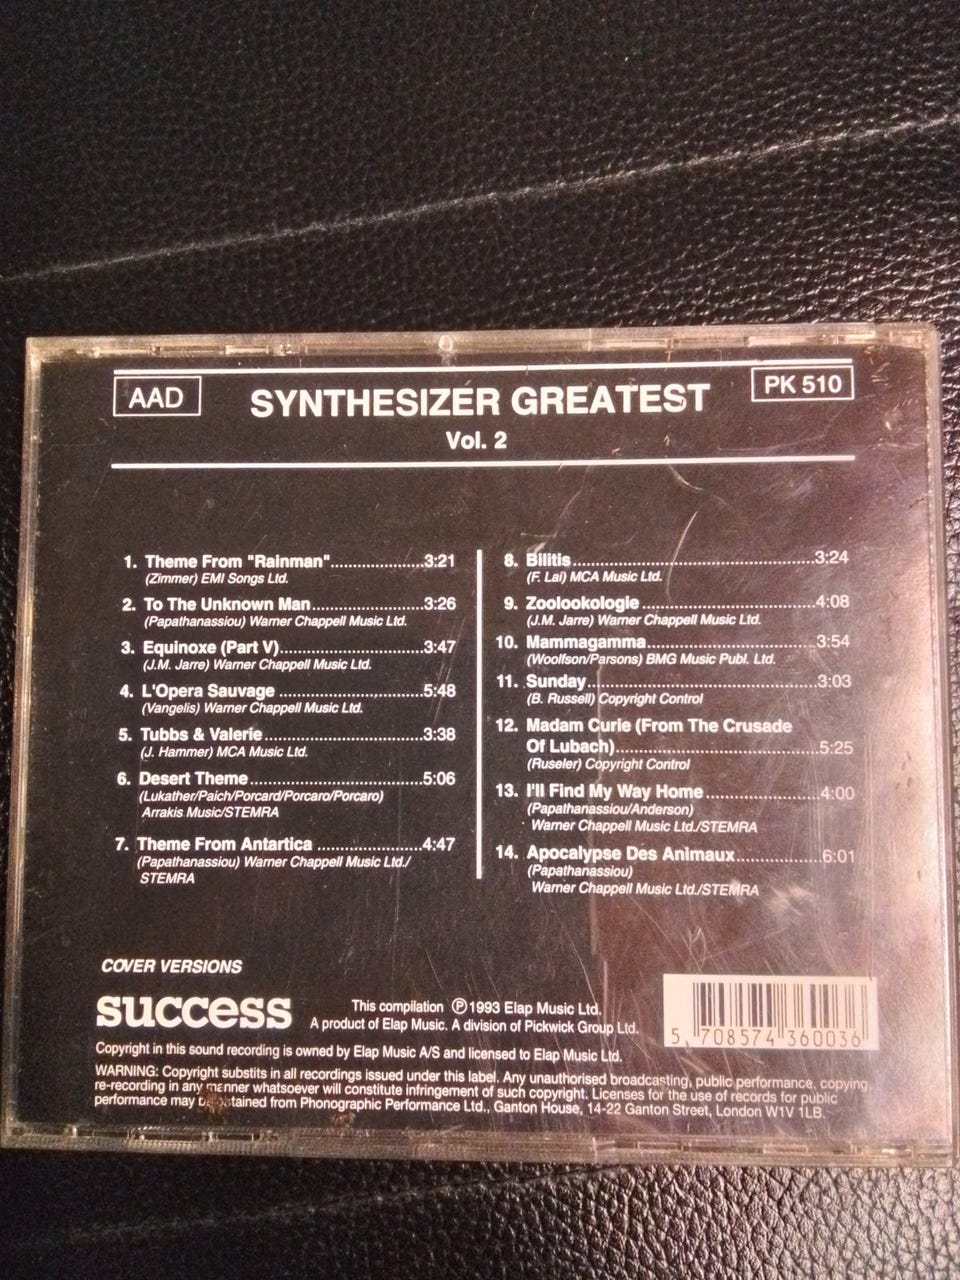 AAD
SYNTHESIZER GREATEST
PK 510
Vol. 2
1. Theme From "Rainman"..................3:21
(Zimmer) EMI Songs Ltd.
2. To The Unknown Man......................3:26
(Papathanassiou) Warner Chappell Music Ltd.
3. Equinoxe (Part V)............................3:47
(J.M. Jarre) Warner Chappell Music Ltd.
4. L'Opera Sauvage ............................5:48
(Vangelis) Warner Chappell Music Ltd.
5. Tubbs & Valerie...............................3:38
(J. Hammer) MCA Music Ltd.
6. Desert Theme..................................5:06
(Lukather/Paich/Porcard/Porcaro/Porcaro)
Arrakis Music/STEMRA
7. Theme From Antartica .....................4:47
(Papathanassiou) Warner Chappell Music Ltd./
STEMRA
8. Bilitis................................................3:24
(F. Lai) MCA Music Ltd.
9. Zoolookologie ..................................4:08
(J.M. Jarre) Warner Chappell Music Ltd.
10. Mammagamma.................................3:54
(Woolfson/Parsons) BMG Music Publ. Ltd.
11. Sunday.............................................3:03
(B. Russell) Copyright Control
12. Madam Curie (From The Crusade
Of Lubach).......................................5:25
(Ruseler) Copyright Control
13. I'll Find My Way Home......................4:00
(Papathanassiou/Anderson)
Warner Chappell Music Ltd./STEMRA
14. Apocalypse Des Animaux................6:01
(Papathanassiou)
Warner Chappell Music Ltd./STEMRA
COVER VERSIONS
success
This compilation ℗1993 Elap Music Ltd.
A product of Elap Music. A division of Pickwick Group Ltd.
5 708574 360036
Copyright in this sound recording is owned by Elap Music A/S and licensed to Elap Music Ltd.
WARNING: Copyright substits in all recordings issued under this label. Any unauthorised broadcasting, public performance, copying,
re-recording in any manner whatsoever will constitute infringement of such copyright. Licenses for the use of records for public
performance may be obtained from Phonographic Performance Ltd., Ganton House, 14-22 Ganton Street, London W1V 1LB.